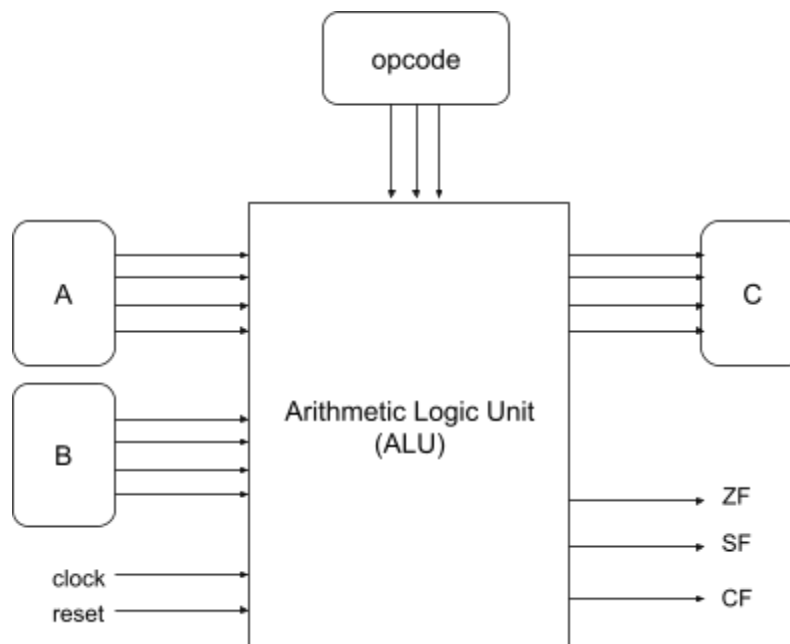 opcode
A
C
B
Arithmetic Logic Unit
(ALU)
ZF
SF
CF
clock
reset